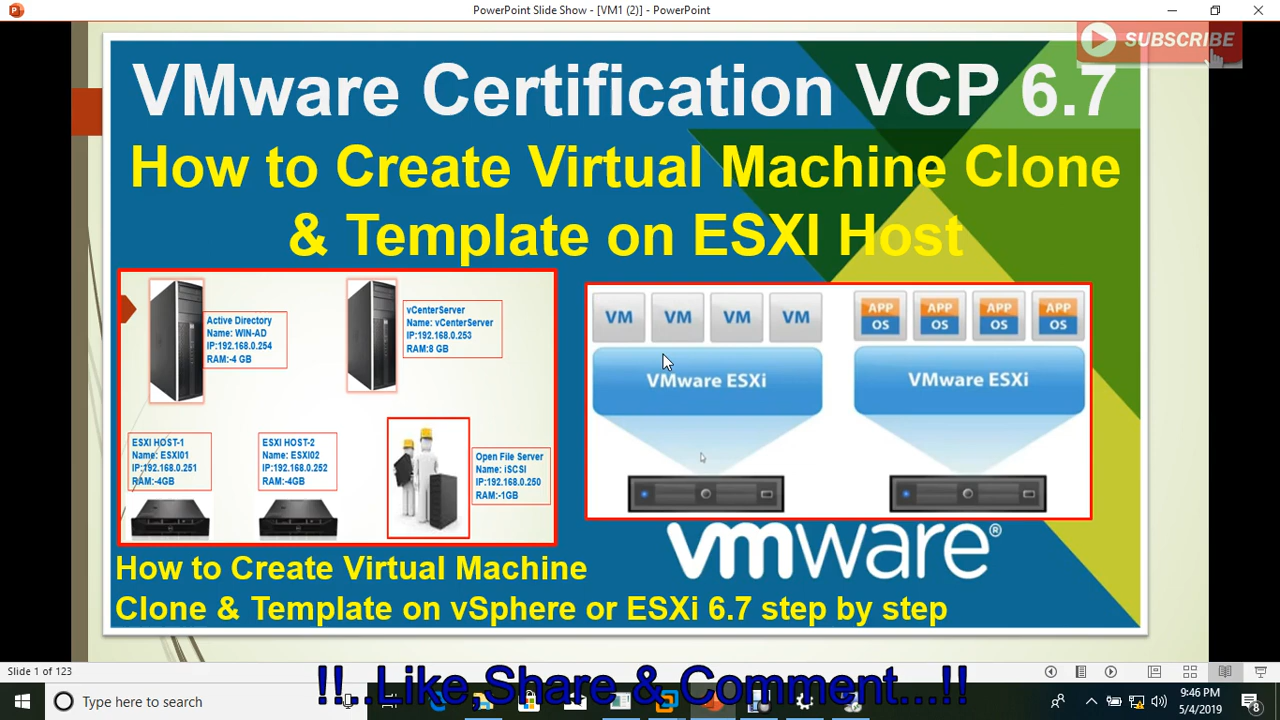 PowerPoint Slide Show - [VM1 (2)] - PowerPoint
SUBSCRIBE
VMware Certification VCP 6.7
How to Create Virtual Machine Clone
& Template on ESXI Host
Active Directory
Name: WIN-AD
IP:192.168.0.254
RAM:-4 GB
vCenterServer
Name: vCenterServer
IP:192.168.0.253
RAM:8 GB
ESXI HOST-1
Name: ESXI01
IP:192.168.0.251
RAM:-4GB
ESXI HOST-2
Name: ESXI02
IP:192.168.0.252
RAM:-4GB
Open File Server
Name: iSCSI
IP:192.168.0.250
RAM:-1GB
VM VM VM VM
VMware ESXi
APP APP APP APP
OS OS OS OS
VMware ESXi
vmware®
How to Create Virtual Machine
Clone & Template on vSphere or ESXi 6.7 step by step
Slide 1 of 123
!!..Like,Share & Comment...!!
Type here to search
9:46 PM
5/4/2019
8